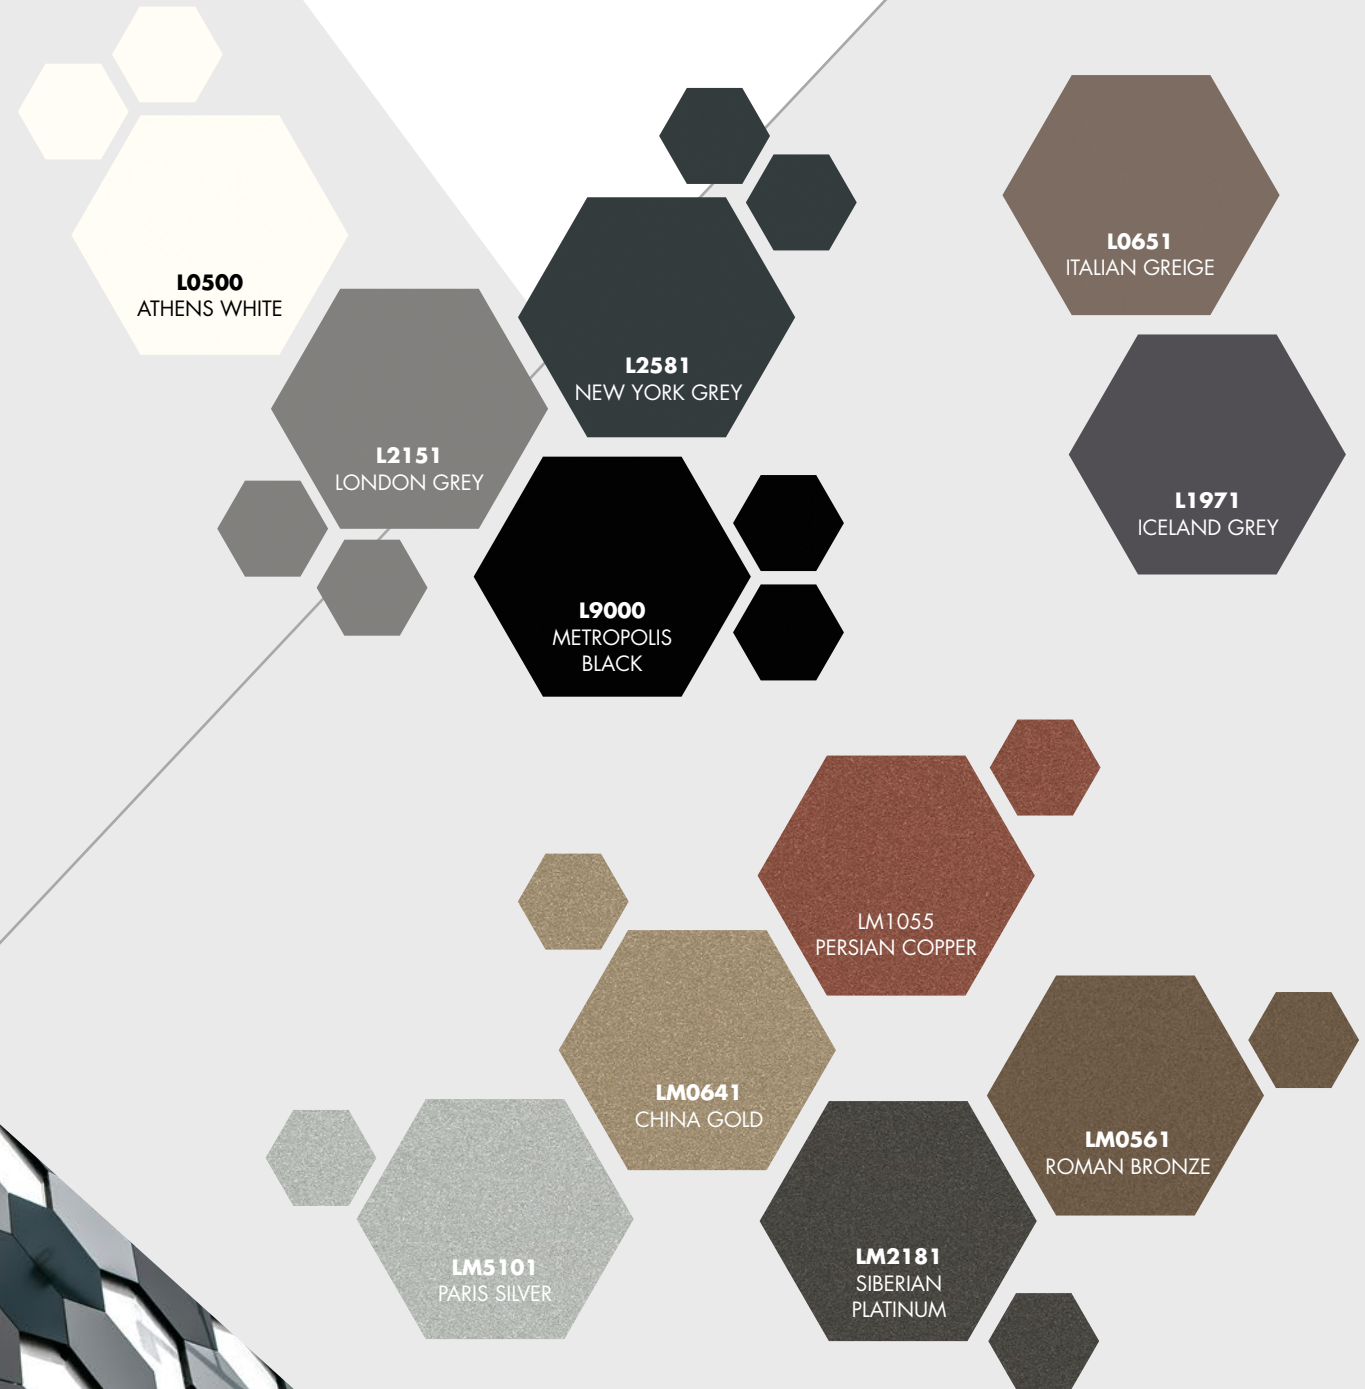 L0500
ATHENS WHITE
L2151
LONDON GREY
L2581
NEW YORK GREY
L9000
METROPOLIS
BLACK
L0651
ITALIAN GREIGE
L1971
ICELAND GREY
LM1055
PERSIAN COPPER
LM0641
CHINA GOLD
LM0561
ROMAN BRONZE
LM5101
PARIS SILVER
LM2181
SIBERIAN
PLATINUM